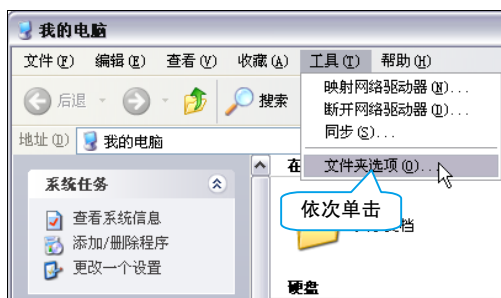 我的电脑
文件(F) 编辑(E) 查看(V) 收藏(A) 工具(T) 帮助(H)
映射网络驱动器(N)...
断开网络驱动器(D)...
同步(S)...
文件夹选项(O)...
后退 搜索
地址(D) 我的电脑
系统任务
查看系统信息
添加/删除程序
更改一个设置
在
依次单击
文档
硬盘